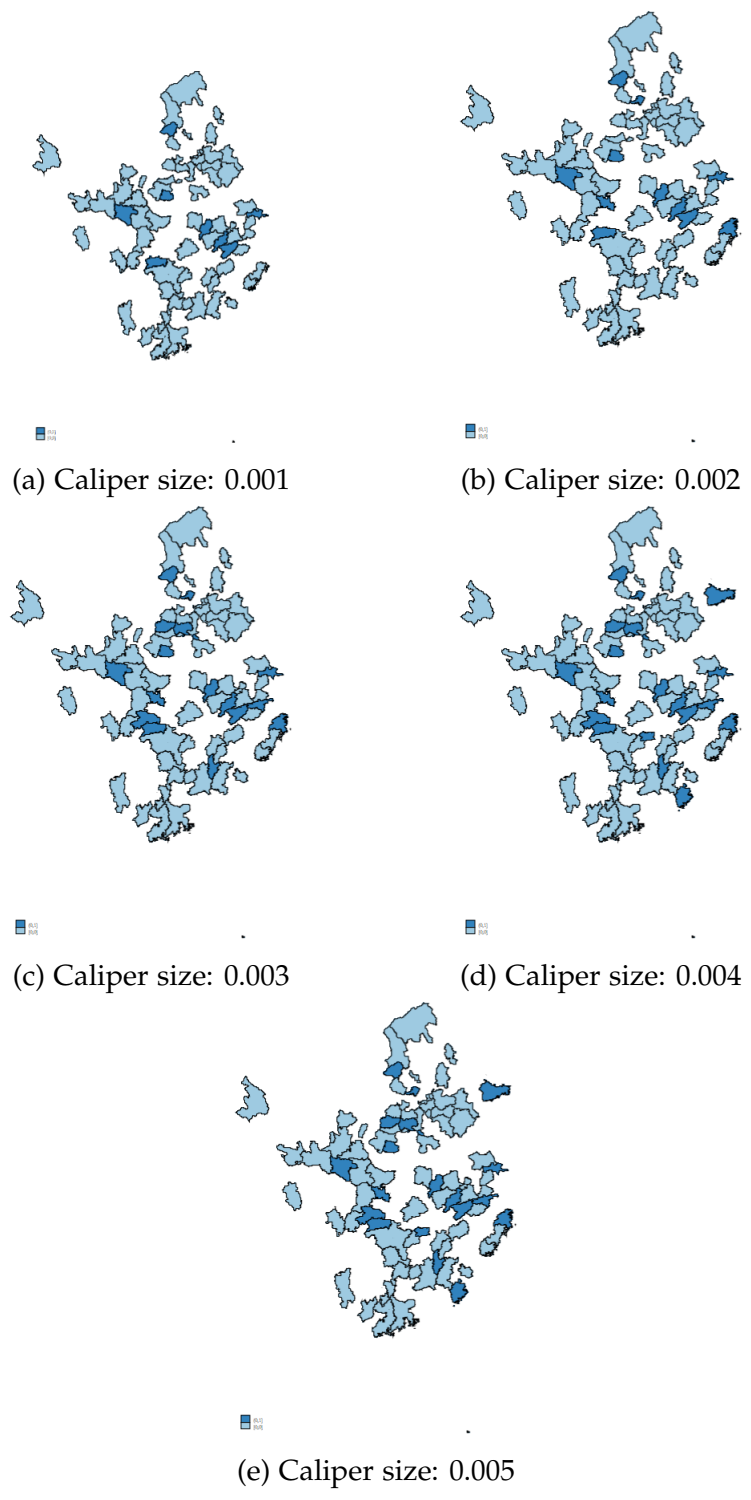 (a) Caliper size: 0.001
(b) Caliper size: 0.002
(c) Caliper size: 0.003
(d) Caliper size: 0.004
(e) Caliper size: 0.005